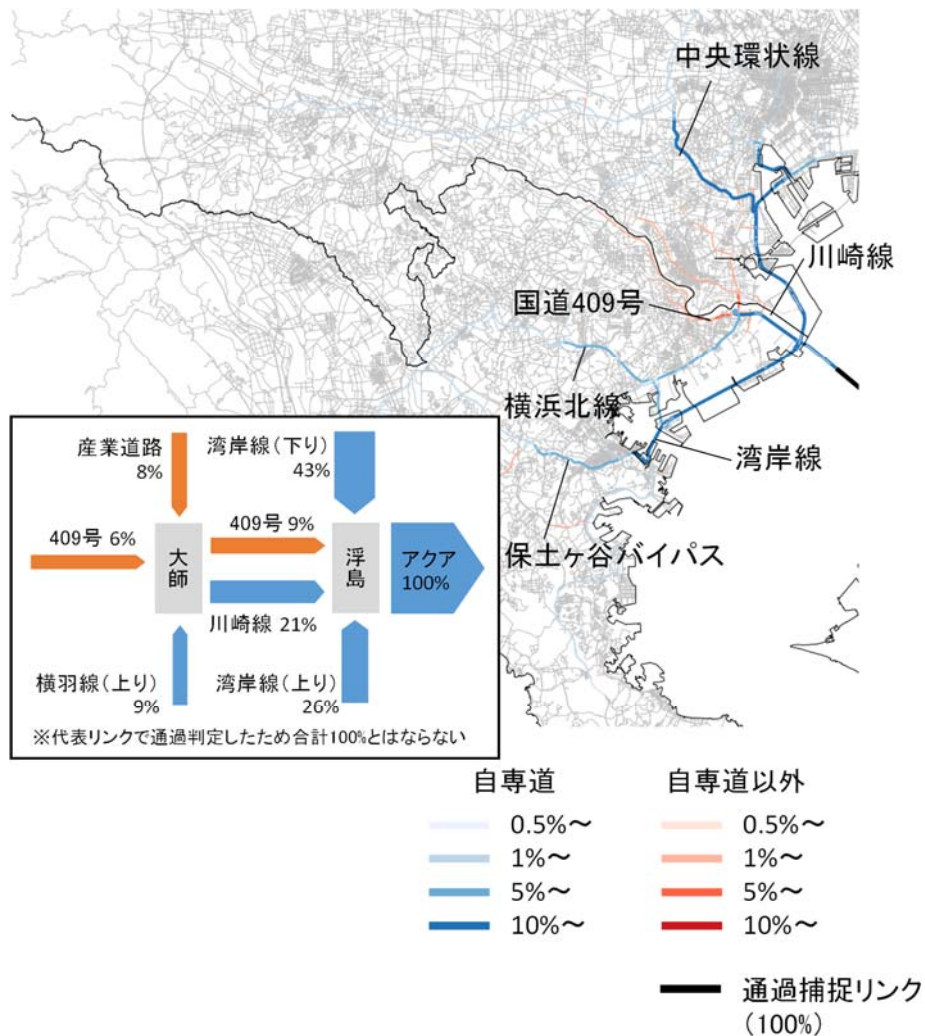 中央環状線
川崎線
国道409号
横浜北線
湾岸線
保土ヶ谷バイパス
産業道路
8%
湾岸線(下り)
43%
409号 6%
大師
409号 9%
浮島
アクア
100%
川崎線 21%
横羽線(上り)
9%
湾岸線(上り)
26%
※代表リンクで通過判定したため合計100%とはならない
自専道
0.5%~
1%~
5%~
10%~
自専道以外
0.5%~
1%~
5%~
10%~
通過捕捉リンク
(100%)